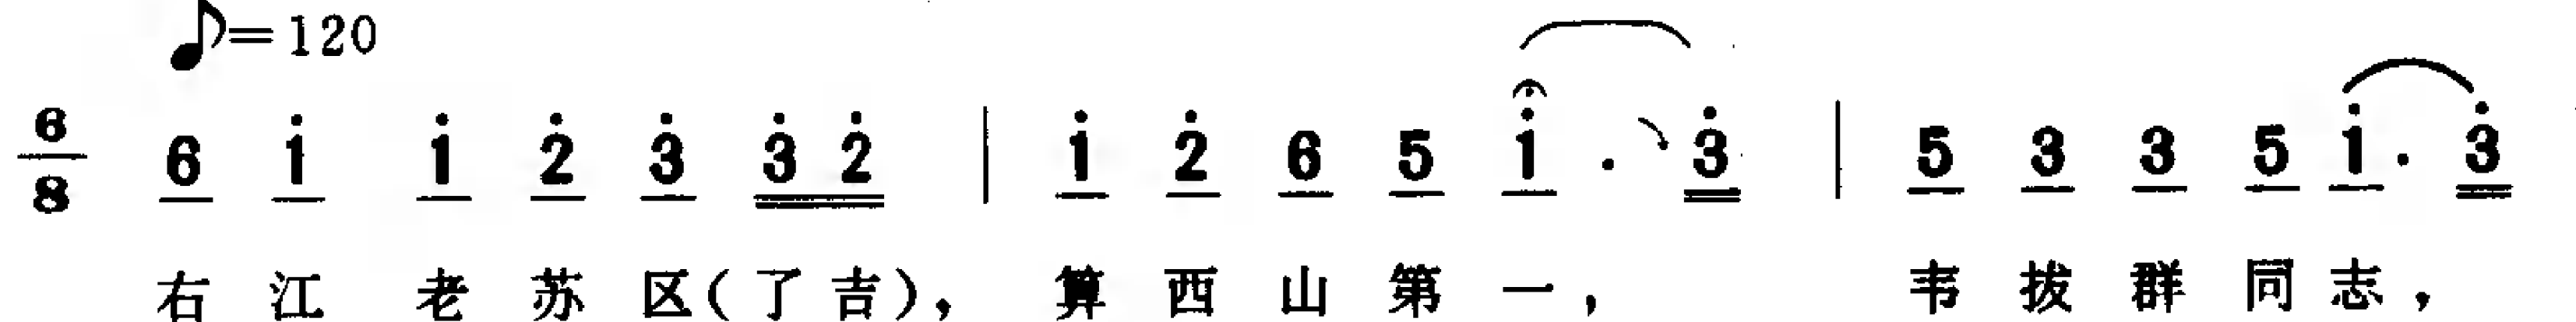 ♪=120
6/8 6 i i 2̇ 3̇ 3̇ 2̇ | i 2̇ 6 5 i · 3̇ | 5 3 3 5 i · 3̇
右江老苏区(了吉), 算西山第一, 韦拔群同志,